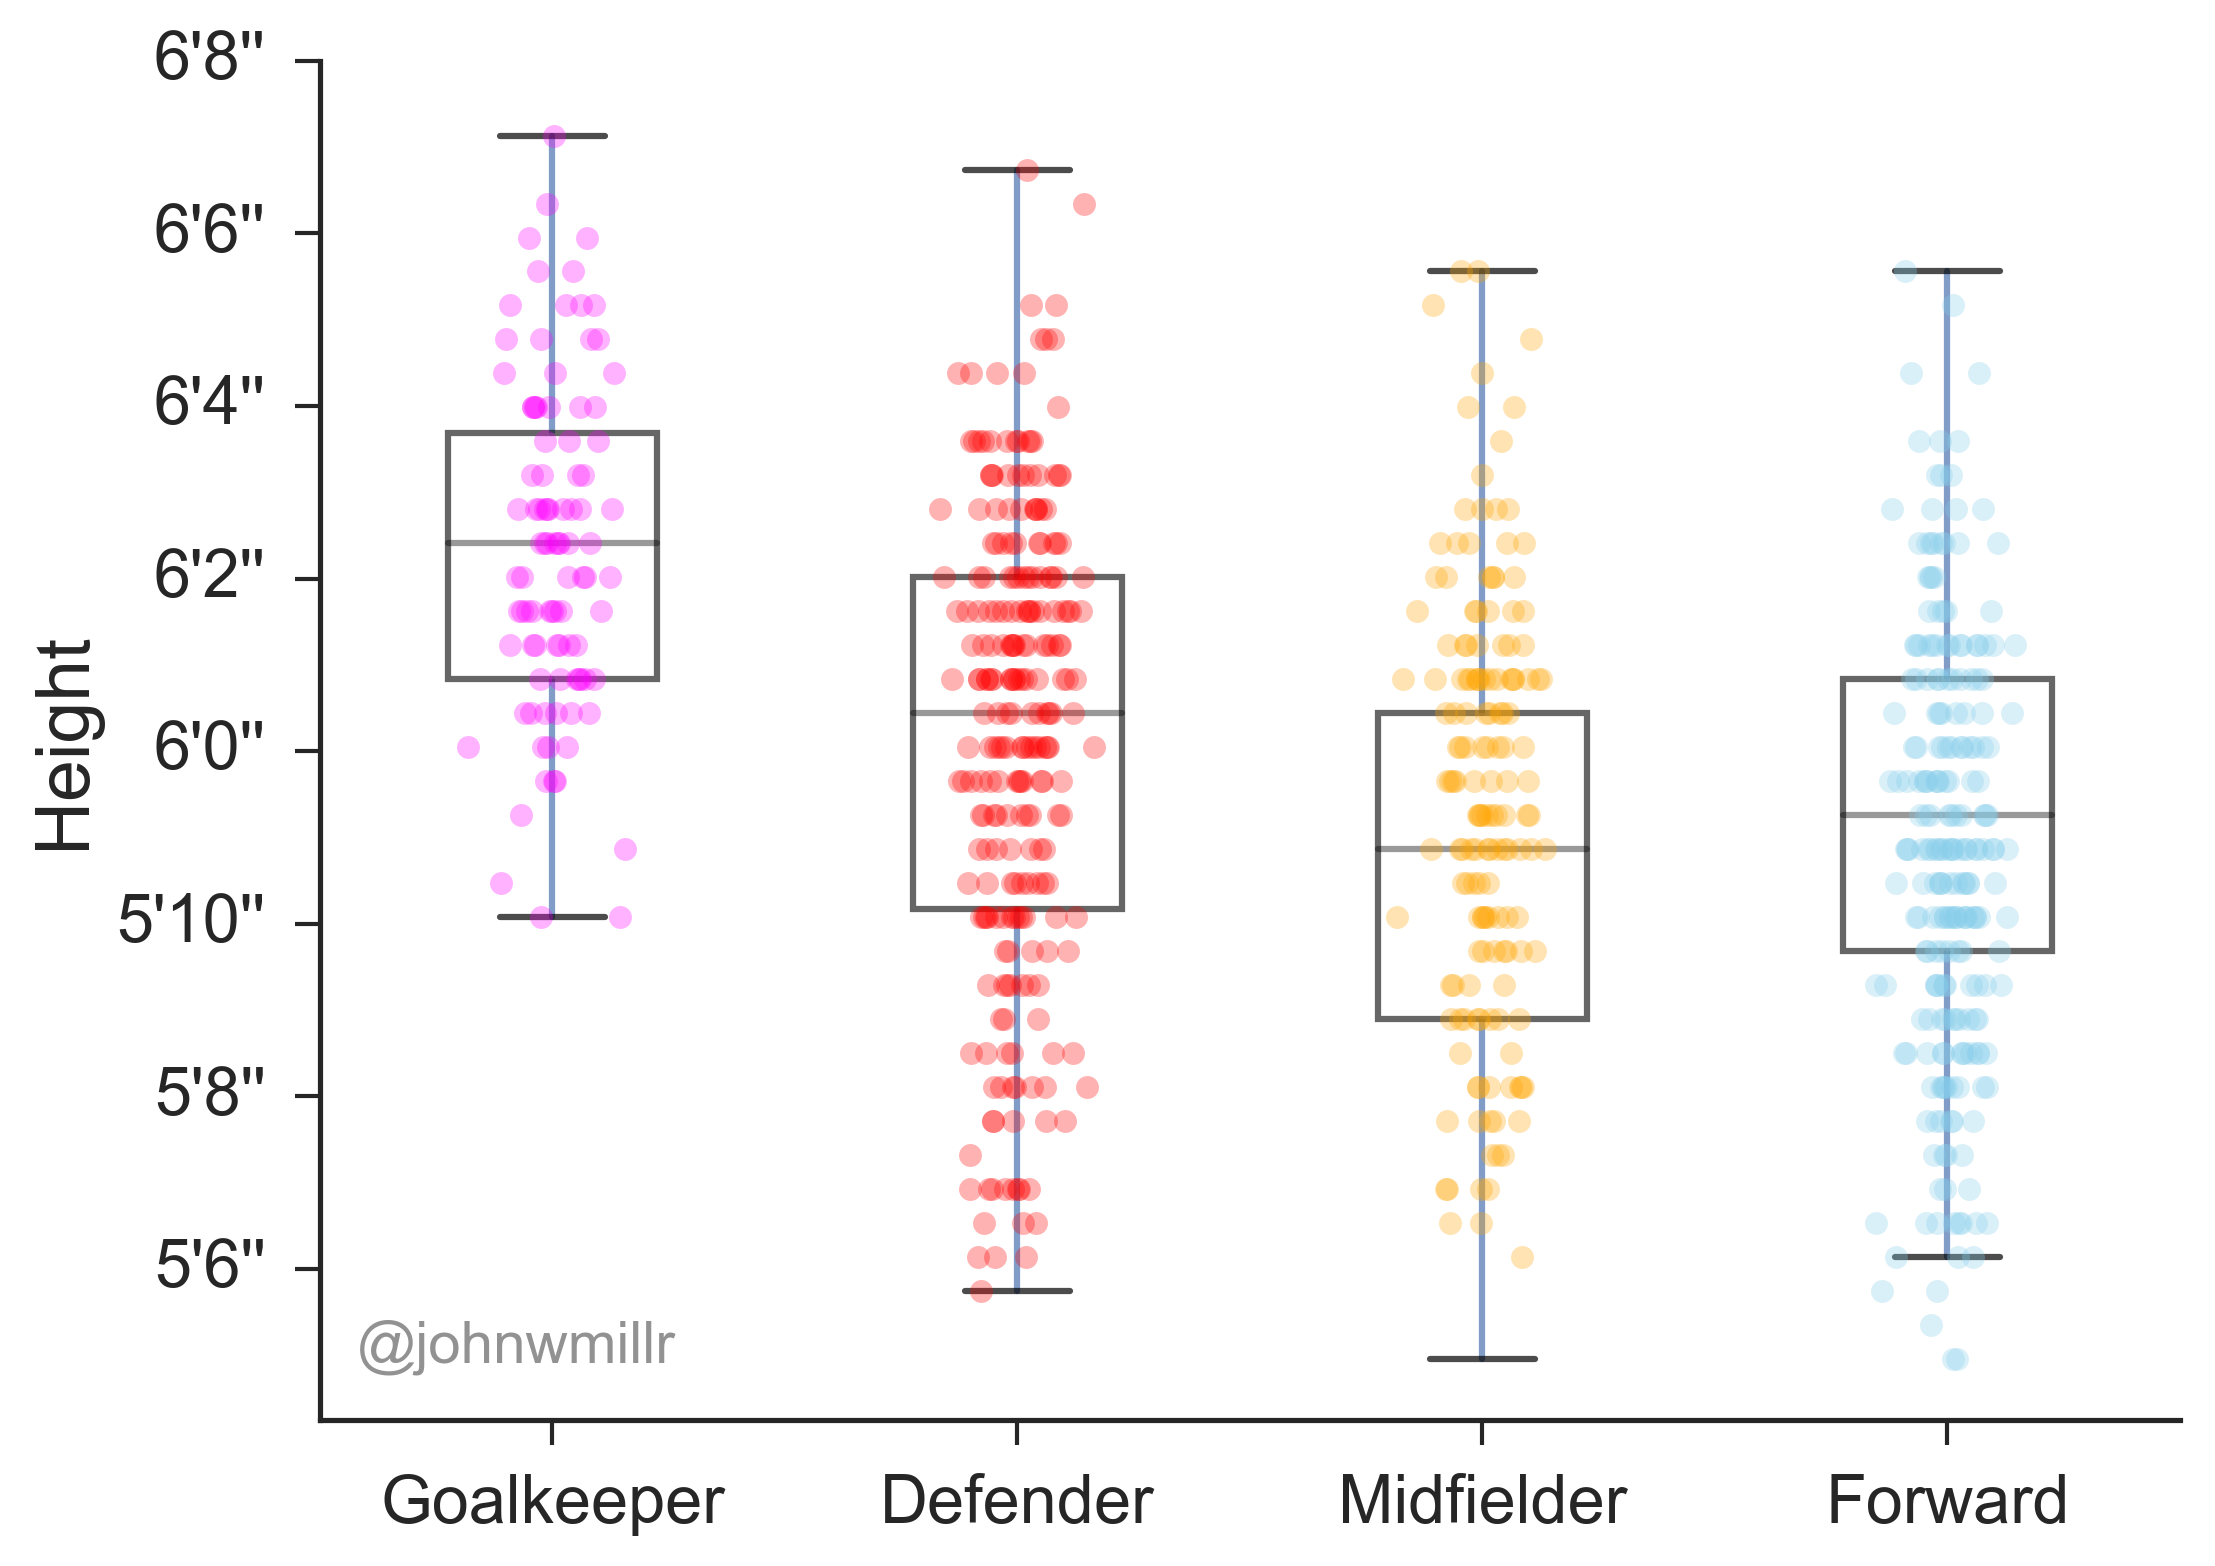 6'8"
6'6"
6'4"
6'2"
6'0"
5'10"
5'8"
5'6"
Height
@johnwmillr
Goalkeeper Defender Midfielder Forward